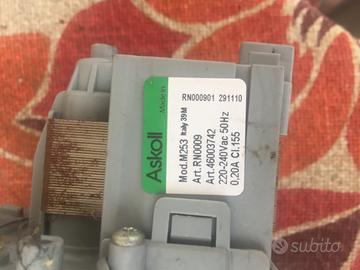 Askoll
Made in
Italy 39M
RN000901 291110
Mod.M253
Art.RN0009
Art.46003742
220-240Vac 50Hz
0.20A Cl.155
subito